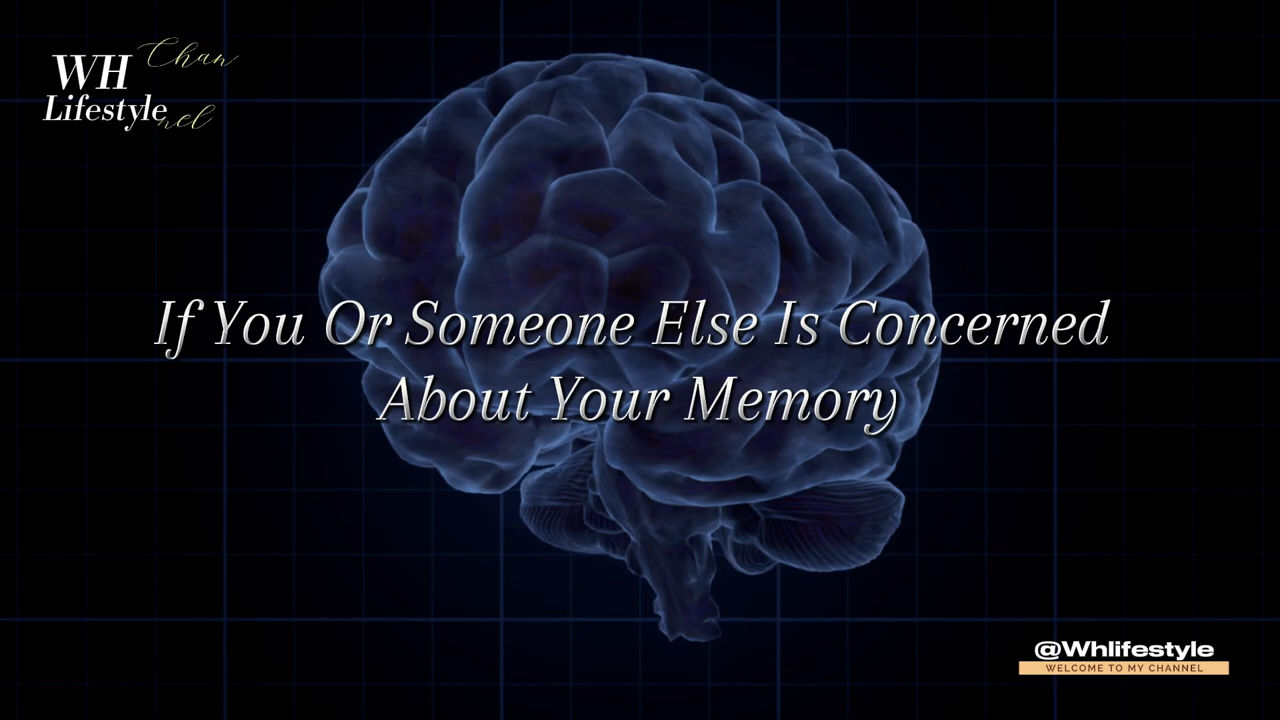 WH Chan
Lifestyle nel
If You Or Someone Else Is Concerned
About Your Memory
@Whlifestyle
WELCOME TO MY CHANNEL